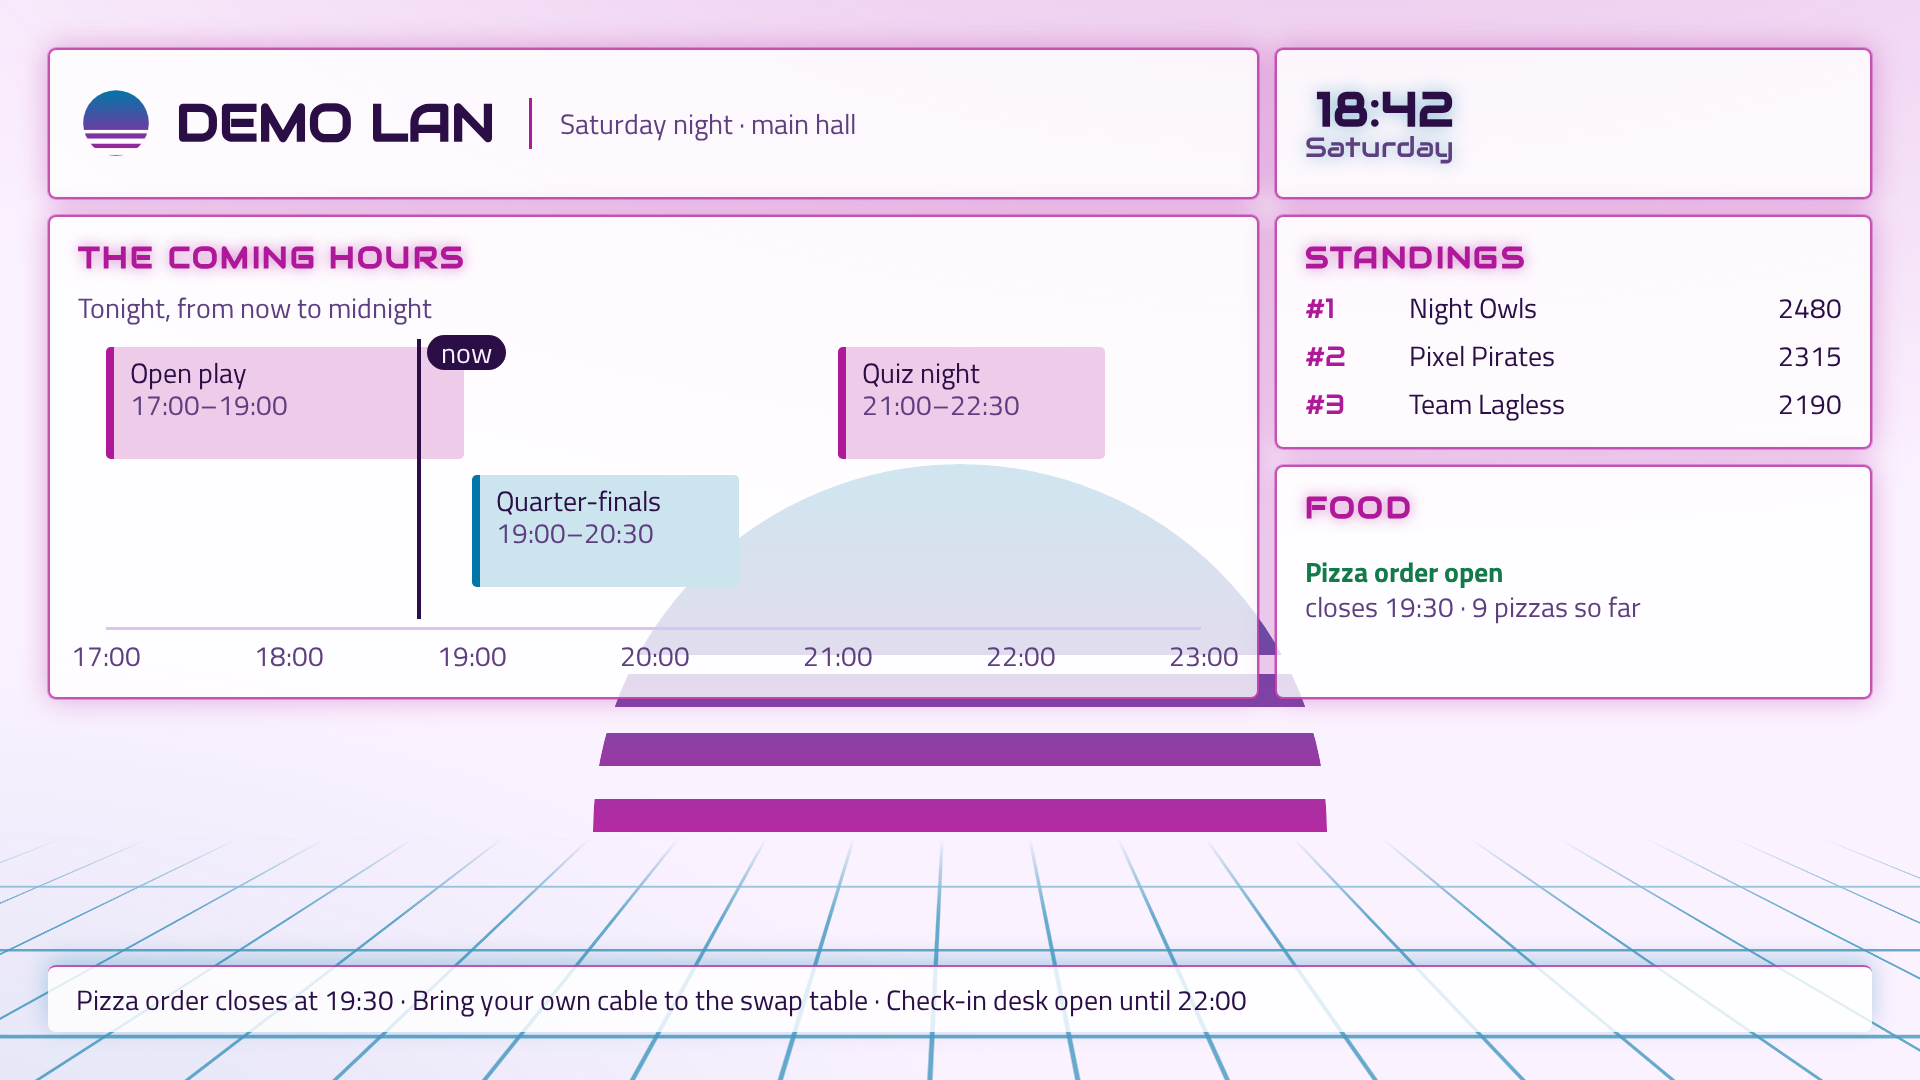 DEMO LAN
Saturday night · main hall
18:42
Saturday
THE COMING HOURS
Tonight, from now to midnight
now
Open play
17:00–19:00
Quiz night
21:00–22:30
Quarter-finals
19:00–20:30
17:00 18:00 19:00 20:00 21:00 22:00 23:00
STANDINGS
#1 Night Owls 2480
#2 Pixel Pirates 2315
#3 Team Lagless 2190
FOOD
Pizza order open
closes 19:30 · 9 pizzas so far
Pizza order closes at 19:30 · Bring your own cable to the swap table · Check-in desk open until 22:00